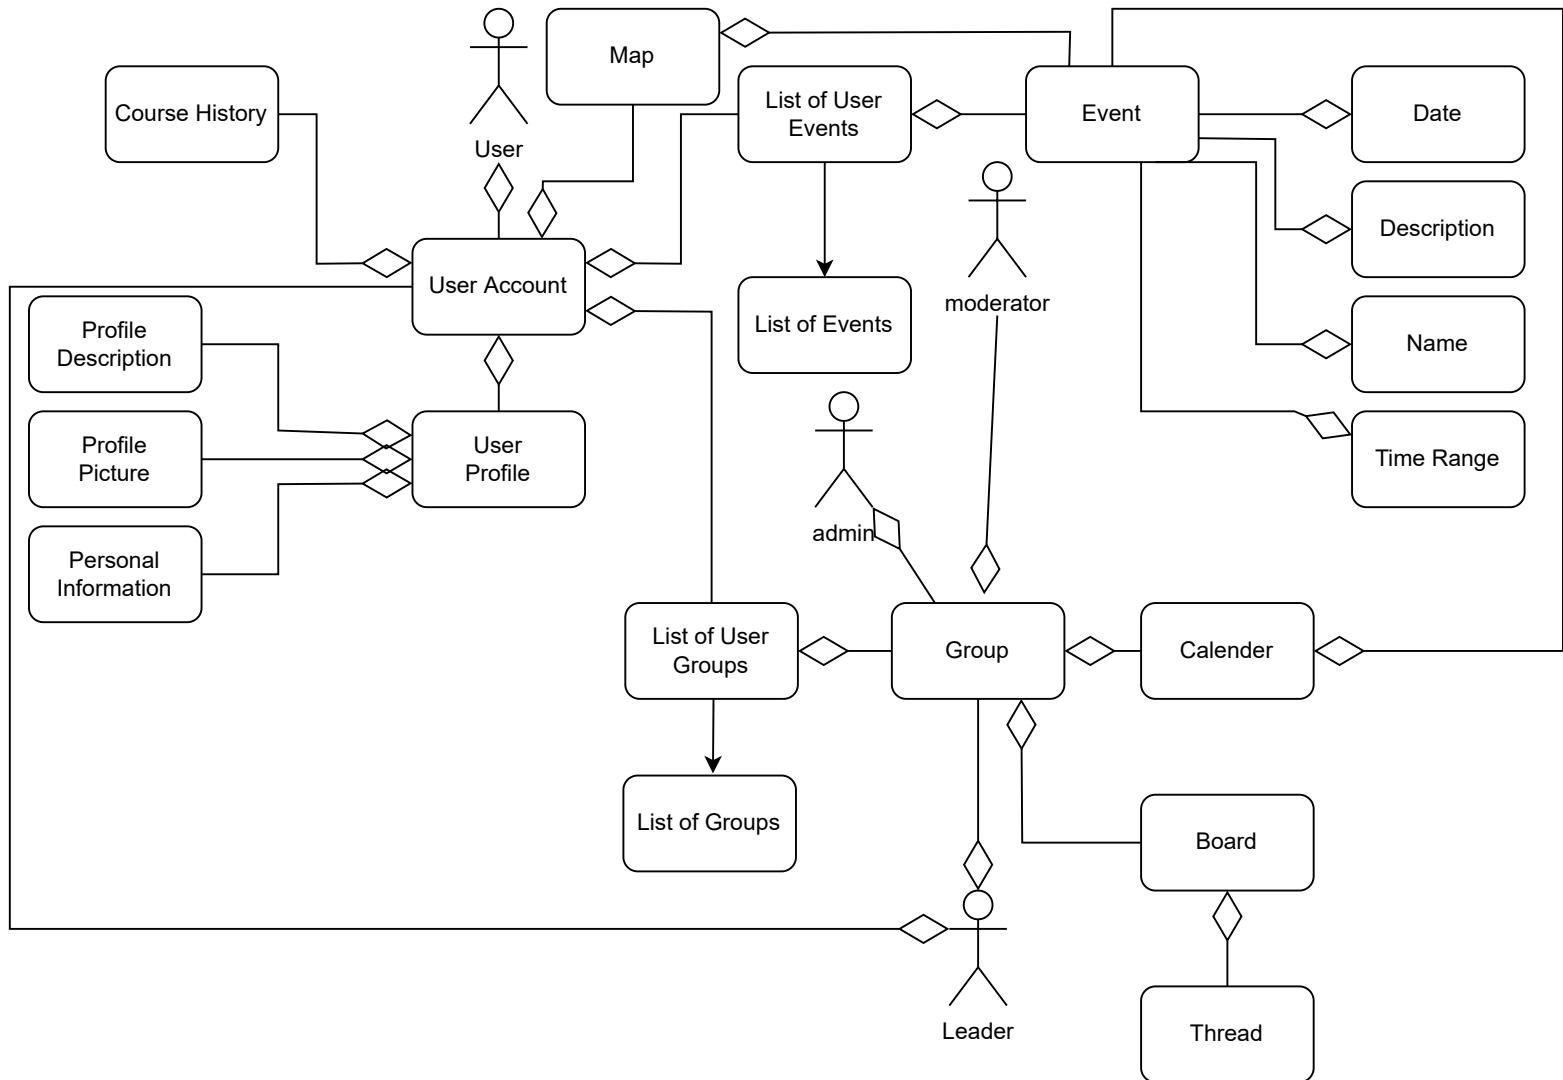 Map
User
Course History
List of User
Events
Event
Date
Description
User Account
moderator
List of Events
Profile
Description
Name
Profile
Picture
User
Profile
Time Range
admin
Personal
Information
List of User
Groups
Group
Calender
List of Groups
Board
Leader
Thread